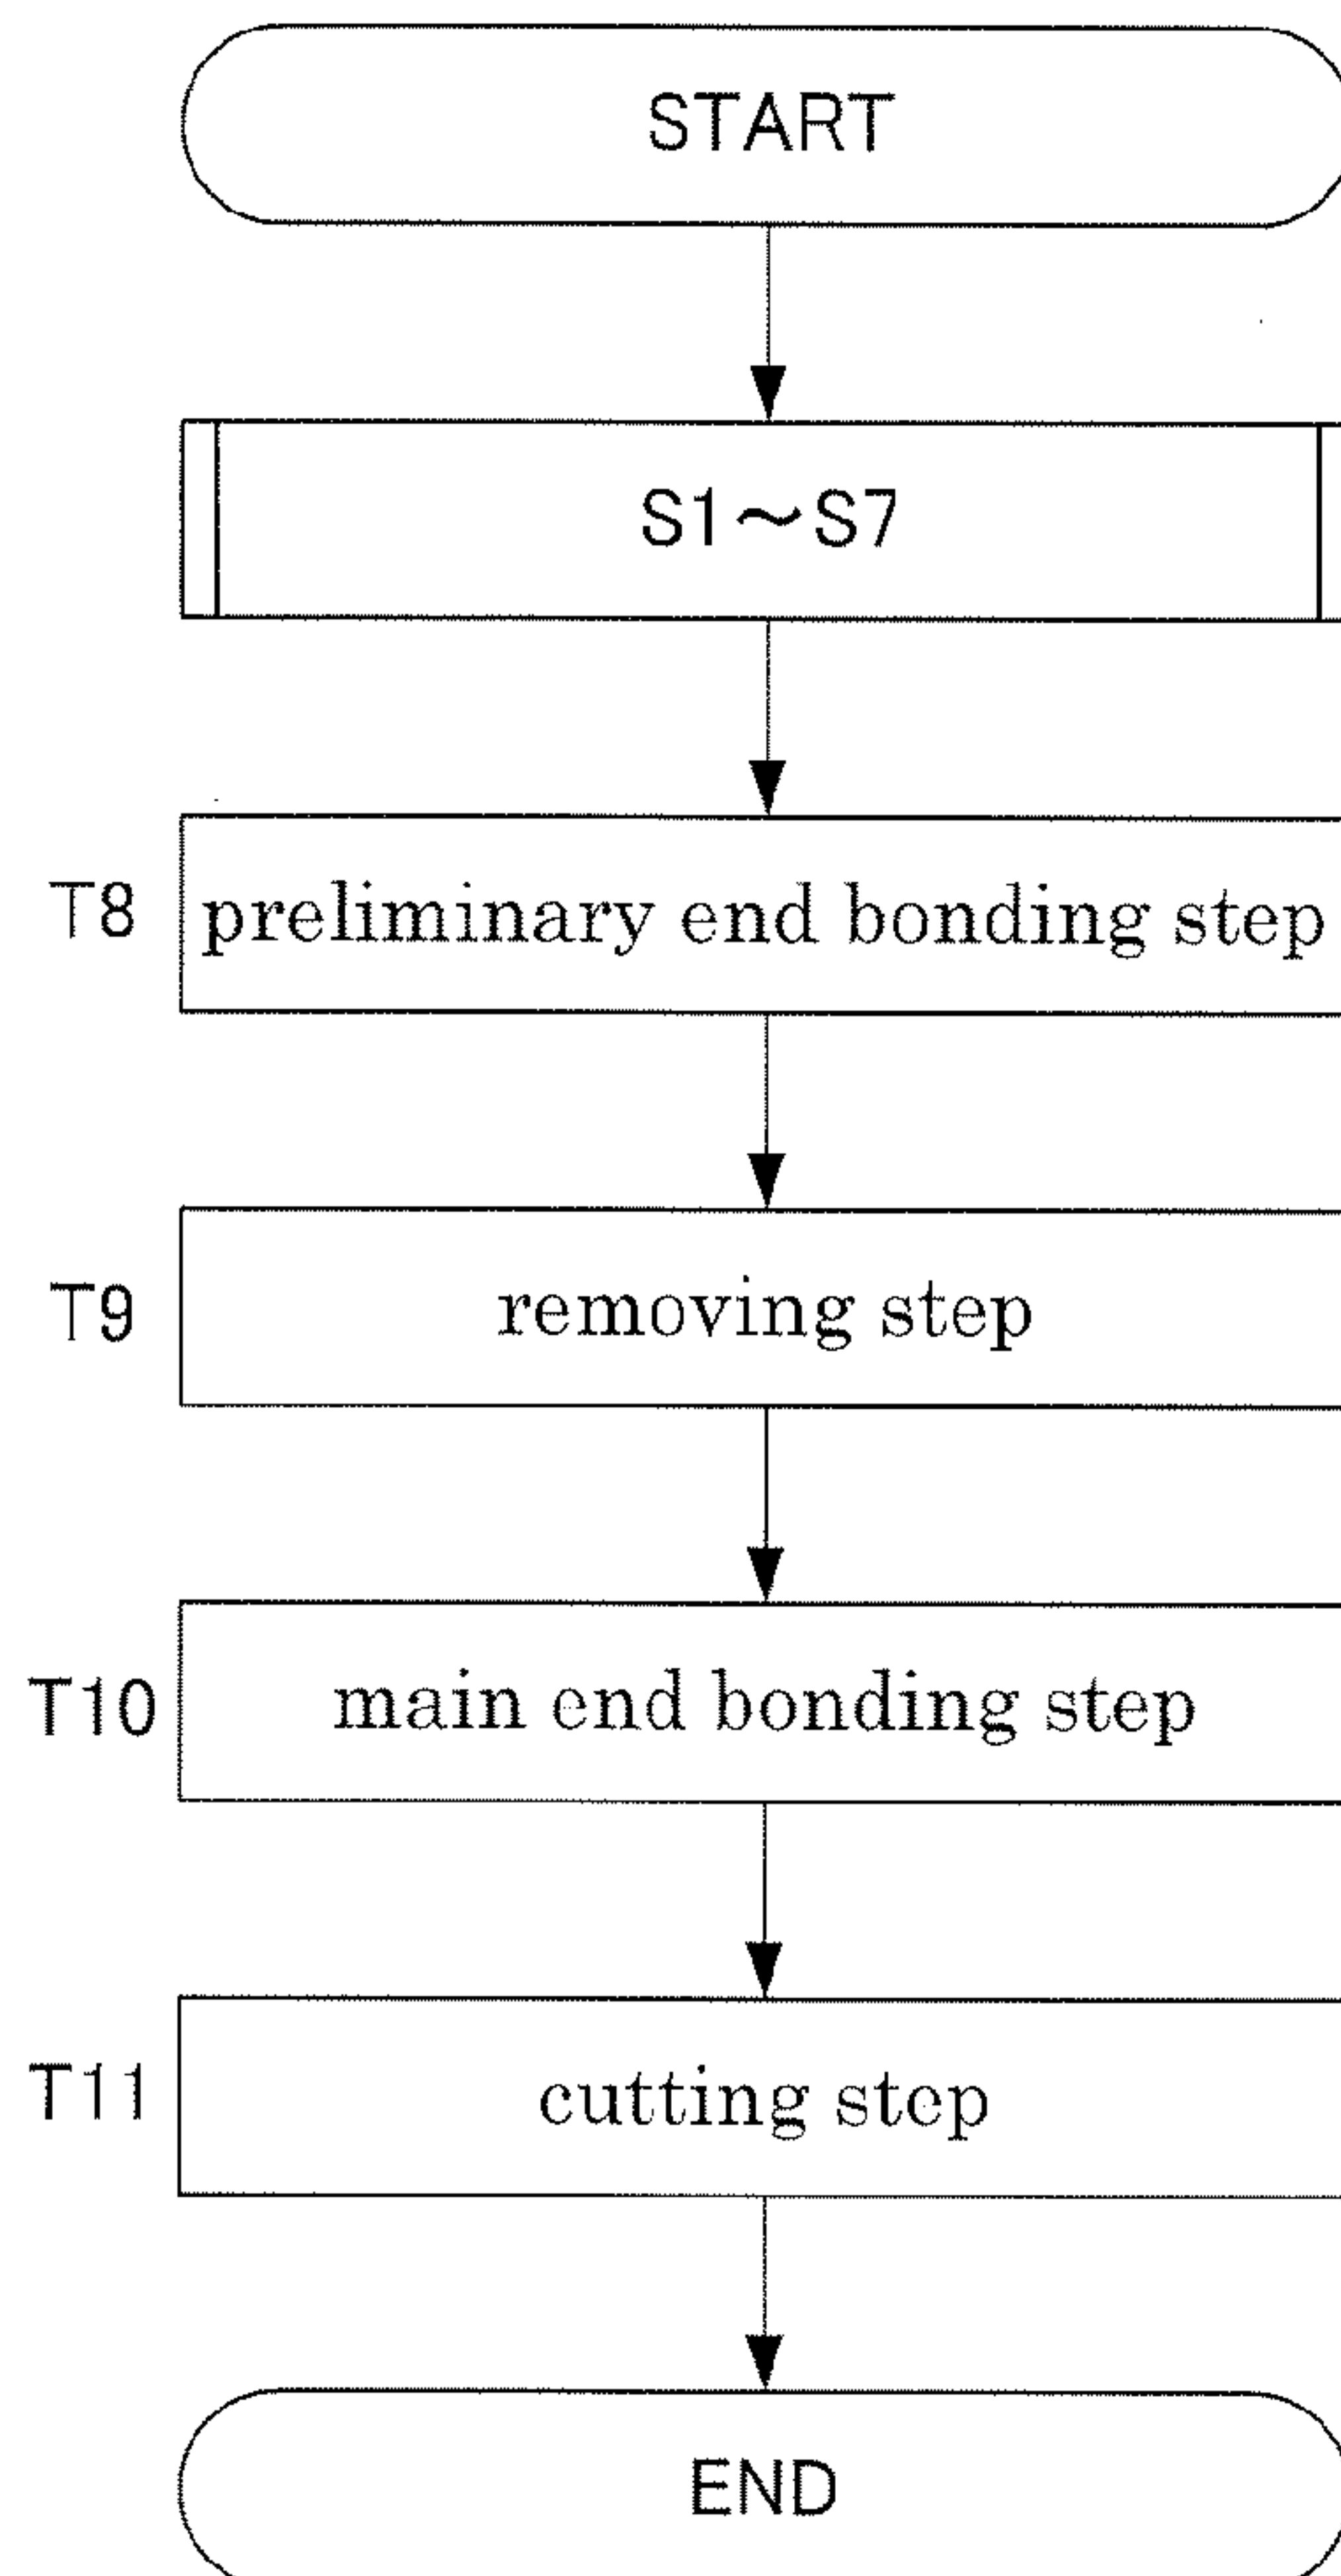 START
S1～S7
T8 preliminary end bonding step
T9 removing step
T10 main end bonding step
T11 cutting step
END